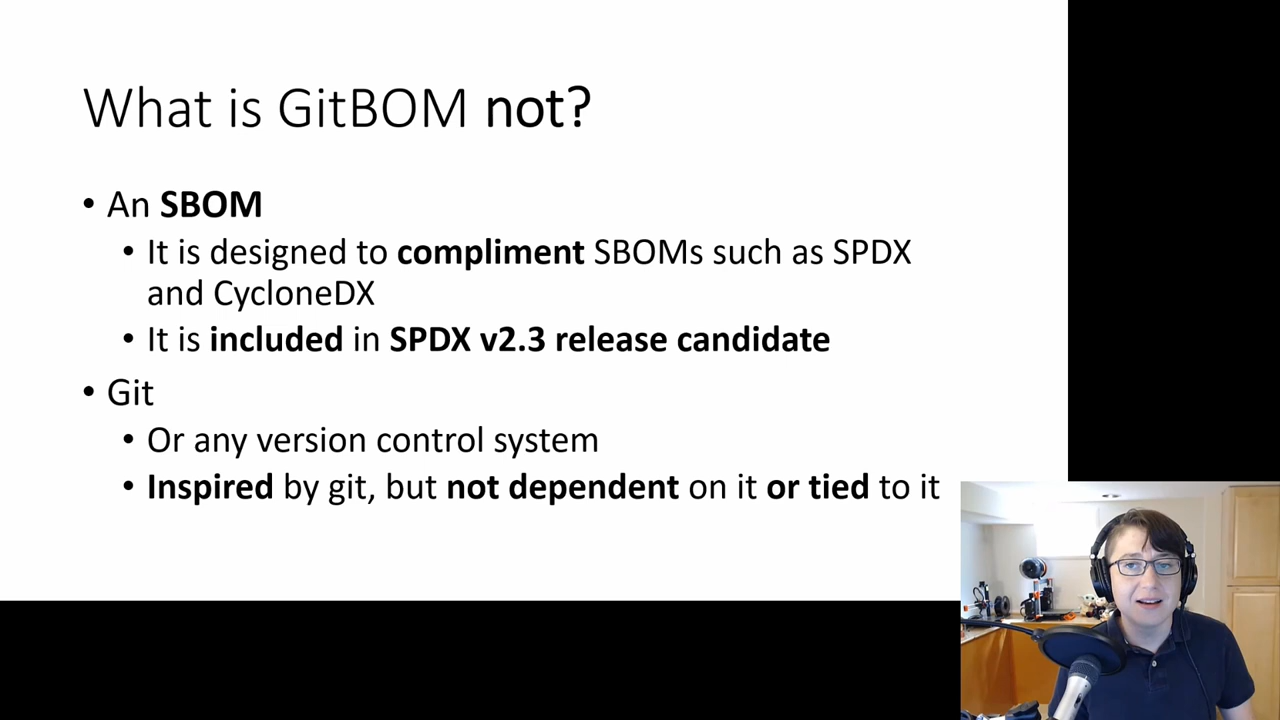 What is GitBOM not?
• An SBOM
• It is designed to compliment SBOMs such as SPDX
and CycloneDX
• It is included in SPDX v2.3 release candidate
• Git
• Or any version control system
• Inspired by git, but not dependent on it or tied to it